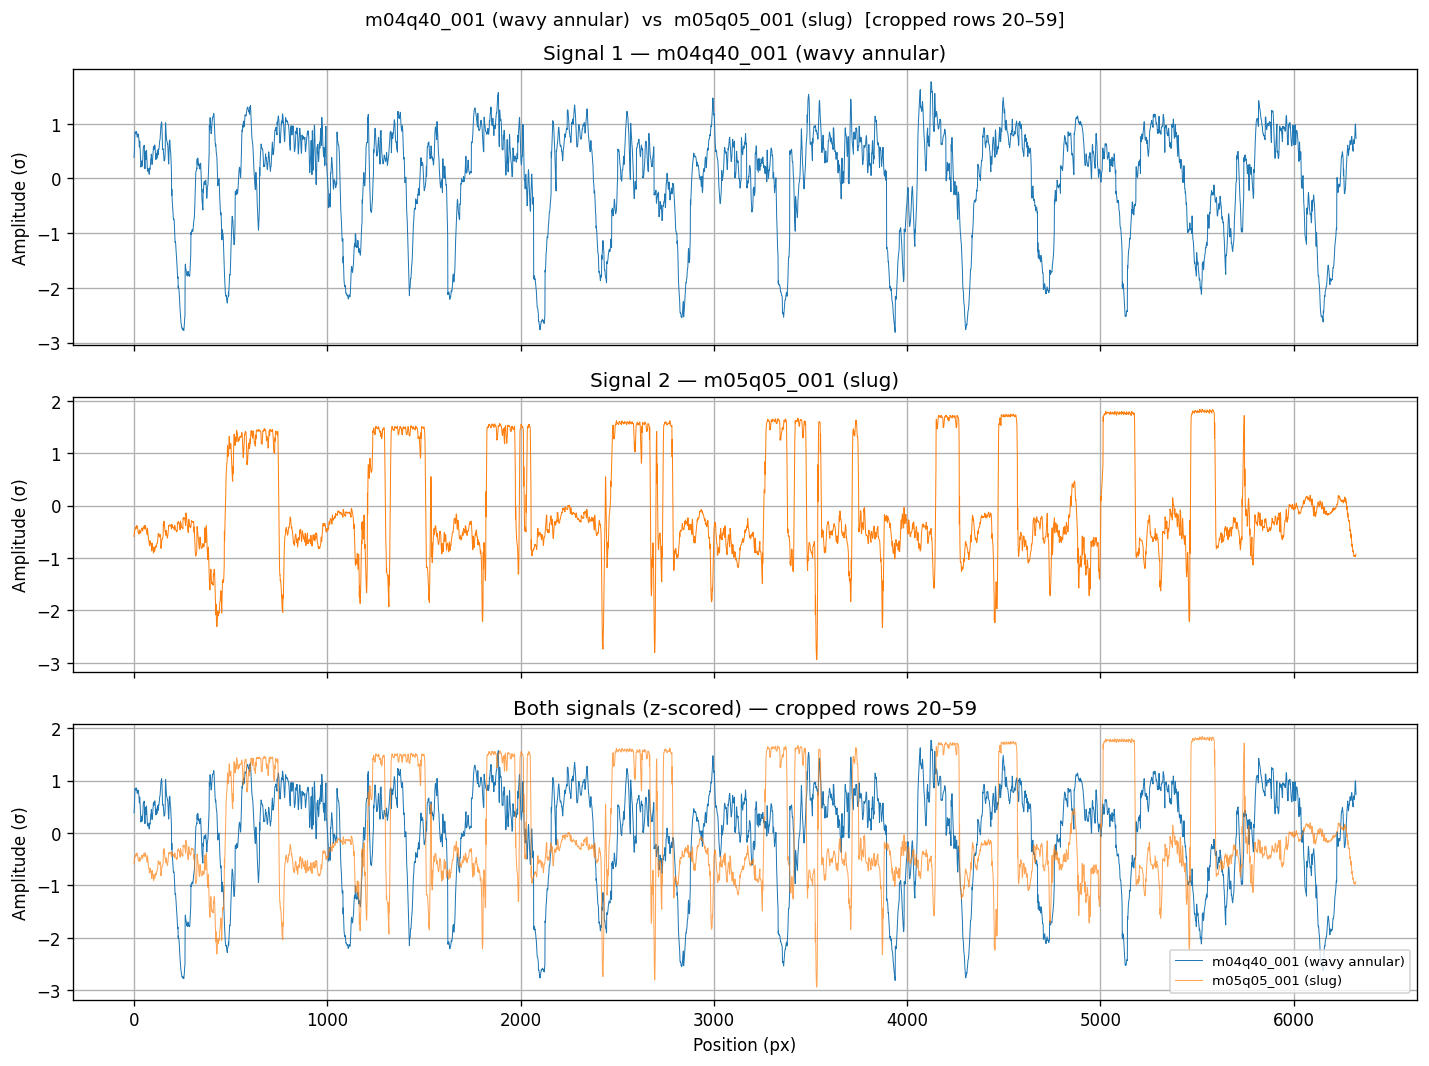 m04q40_001 (wavy annular)  vs  m05q05_001 (slug)  [cropped rows 20–59]
Signal 1 — m04q40_001 (wavy annular)
Amplitude (σ)
1
0
−1
−2
−3
Signal 2 — m05q05_001 (slug)
Amplitude (σ)
2
1
0
−1
−2
−3
Both signals (z-scored) — cropped rows 20–59
Amplitude (σ)
2
1
0
−1
−2
−3
m04q40_001 (wavy annular)
m05q05_001 (slug)
0 1000 2000 3000 4000 5000 6000
Position (px)